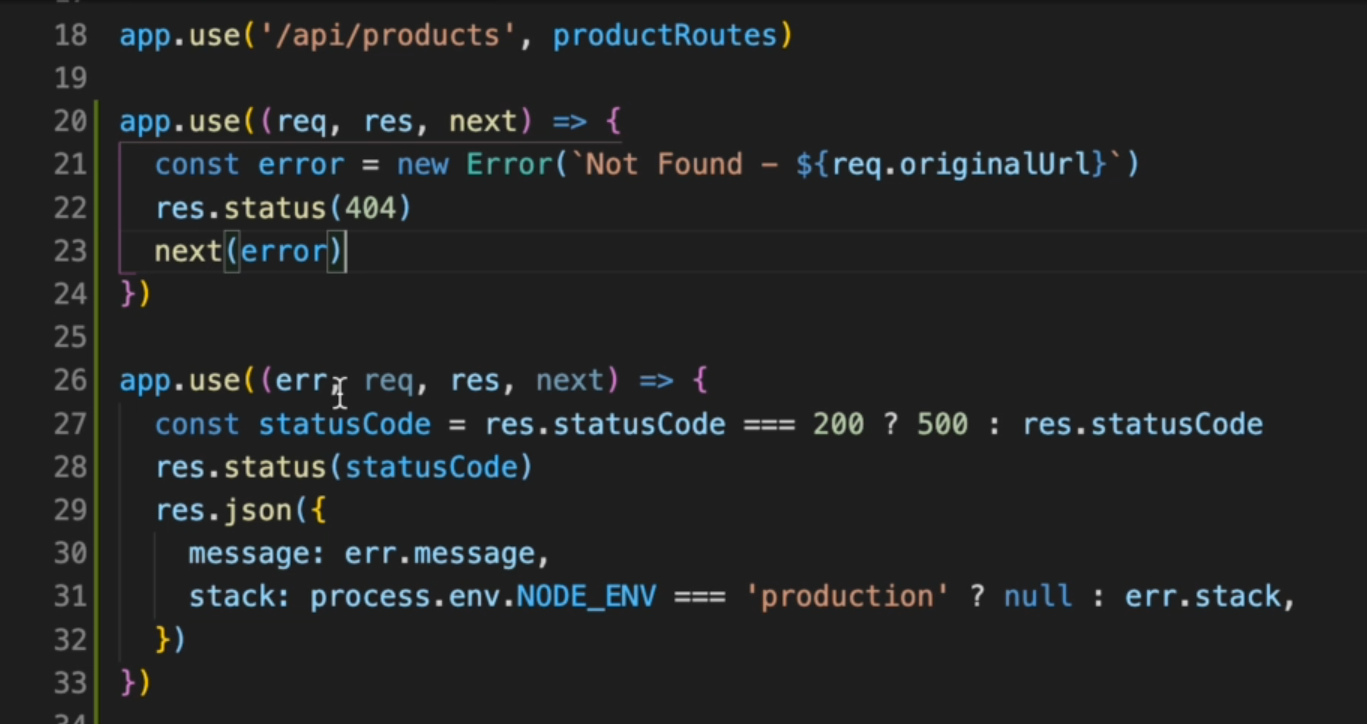 18 app.use('/api/products', productRoutes)
19
20 app.use((req, res, next) => {
21   const error = new Error(`Not Found - ${req.originalUrl}`)
22   res.status(404)
23   next(error)
24 })
25
26 app.use((err, req, res, next) => {
27   const statusCode = res.statusCode === 200 ? 500 : res.statusCode
28   res.status(statusCode)
29   res.json({
30     message: err.message,
31     stack: process.env.NODE_ENV === 'production' ? null : err.stack,
32   })
33 })
34